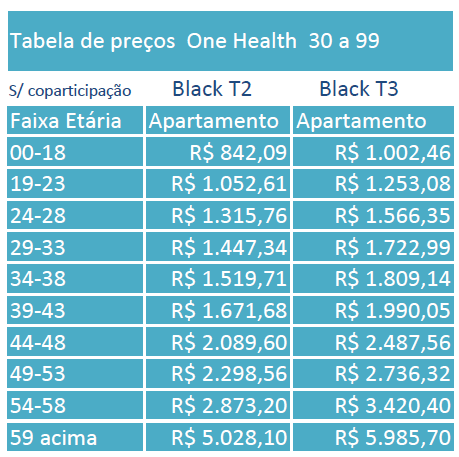 Tabela de preços One Health 30 a 99
S/ coparticipação Black T2 Black T3
Faixa Etária Apartamento Apartamento
00-18 R$ 842,09 R$ 1.002,46
19-23 R$ 1.052,61 R$ 1.253,08
24-28 R$ 1.315,76 R$ 1.566,35
29-33 R$ 1.447,34 R$ 1.722,99
34-38 R$ 1.519,71 R$ 1.809,14
39-43 R$ 1.671,68 R$ 1.990,05
44-48 R$ 2.089,60 R$ 2.487,56
49-53 R$ 2.298,56 R$ 2.736,32
54-58 R$ 2.873,20 R$ 3.420,40
59 acima R$ 5.028,10 R$ 5.985,70